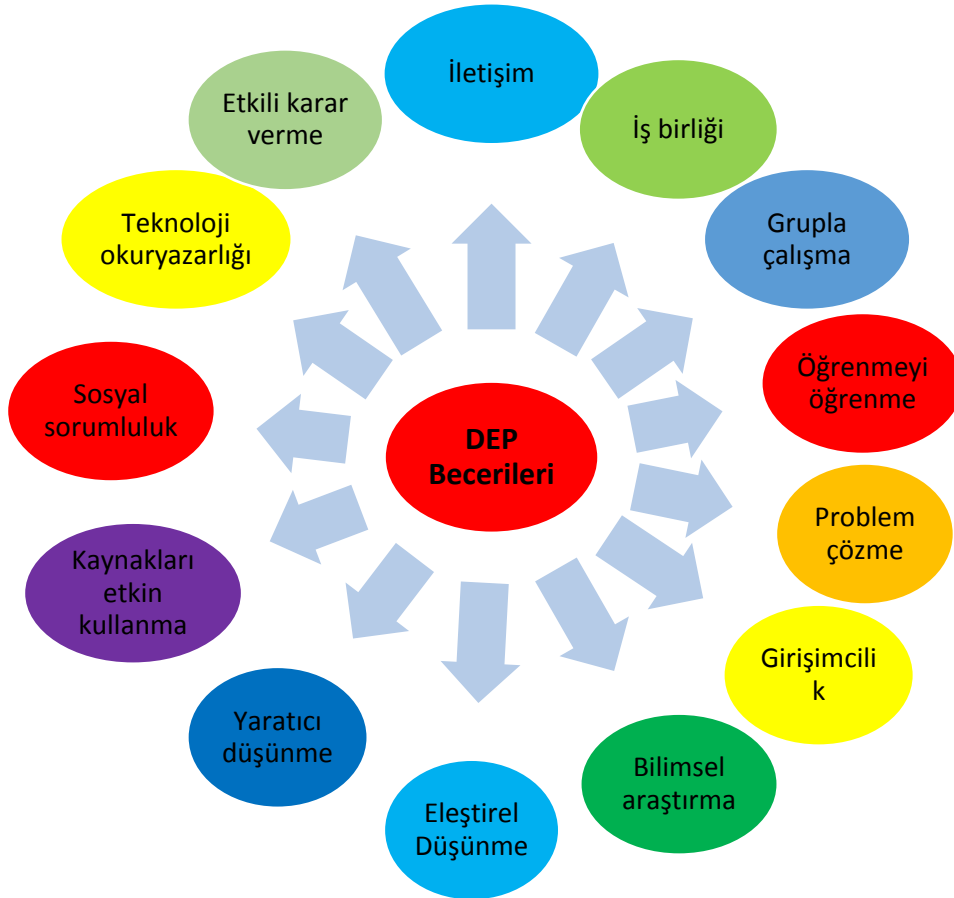 İletişim
İş birliği
Grupla
çalışma
Öğrenmeyi
öğrenme
Problem
çözme
Girişimcili
k
Bilimsel
araştırma
Eleştirel
Düşünme
Yaratıcı
düşünme
Kaynakları
etkin
kullanma
Sosyal
sorumluluk
Teknoloji
okuryazarlığı
Etkili karar
verme
DEP
Becerileri